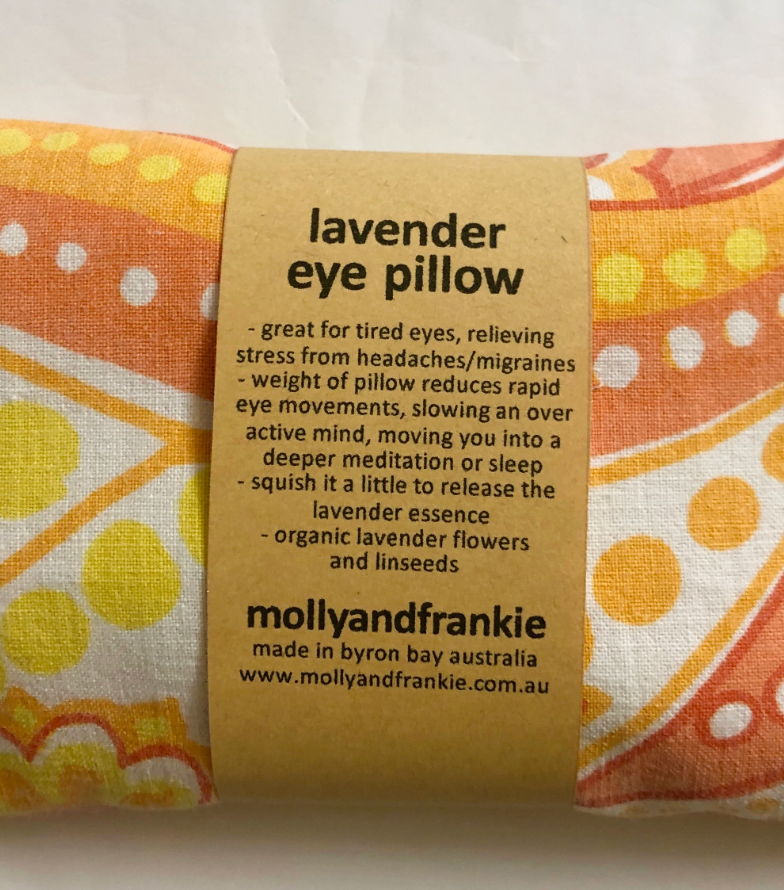 lavender
eye pillow
- great for tired eyes, relieving
stress from headaches/migraines
- weight of pillow reduces rapid
eye movements, slowing an over
active mind, moving you into a
deeper meditation or sleep
- squish it a little to release the
lavender essence
- organic lavender flowers
and linseeds
mollyandfrankie
made in byron bay australia
www.mollyandfrankie.com.au